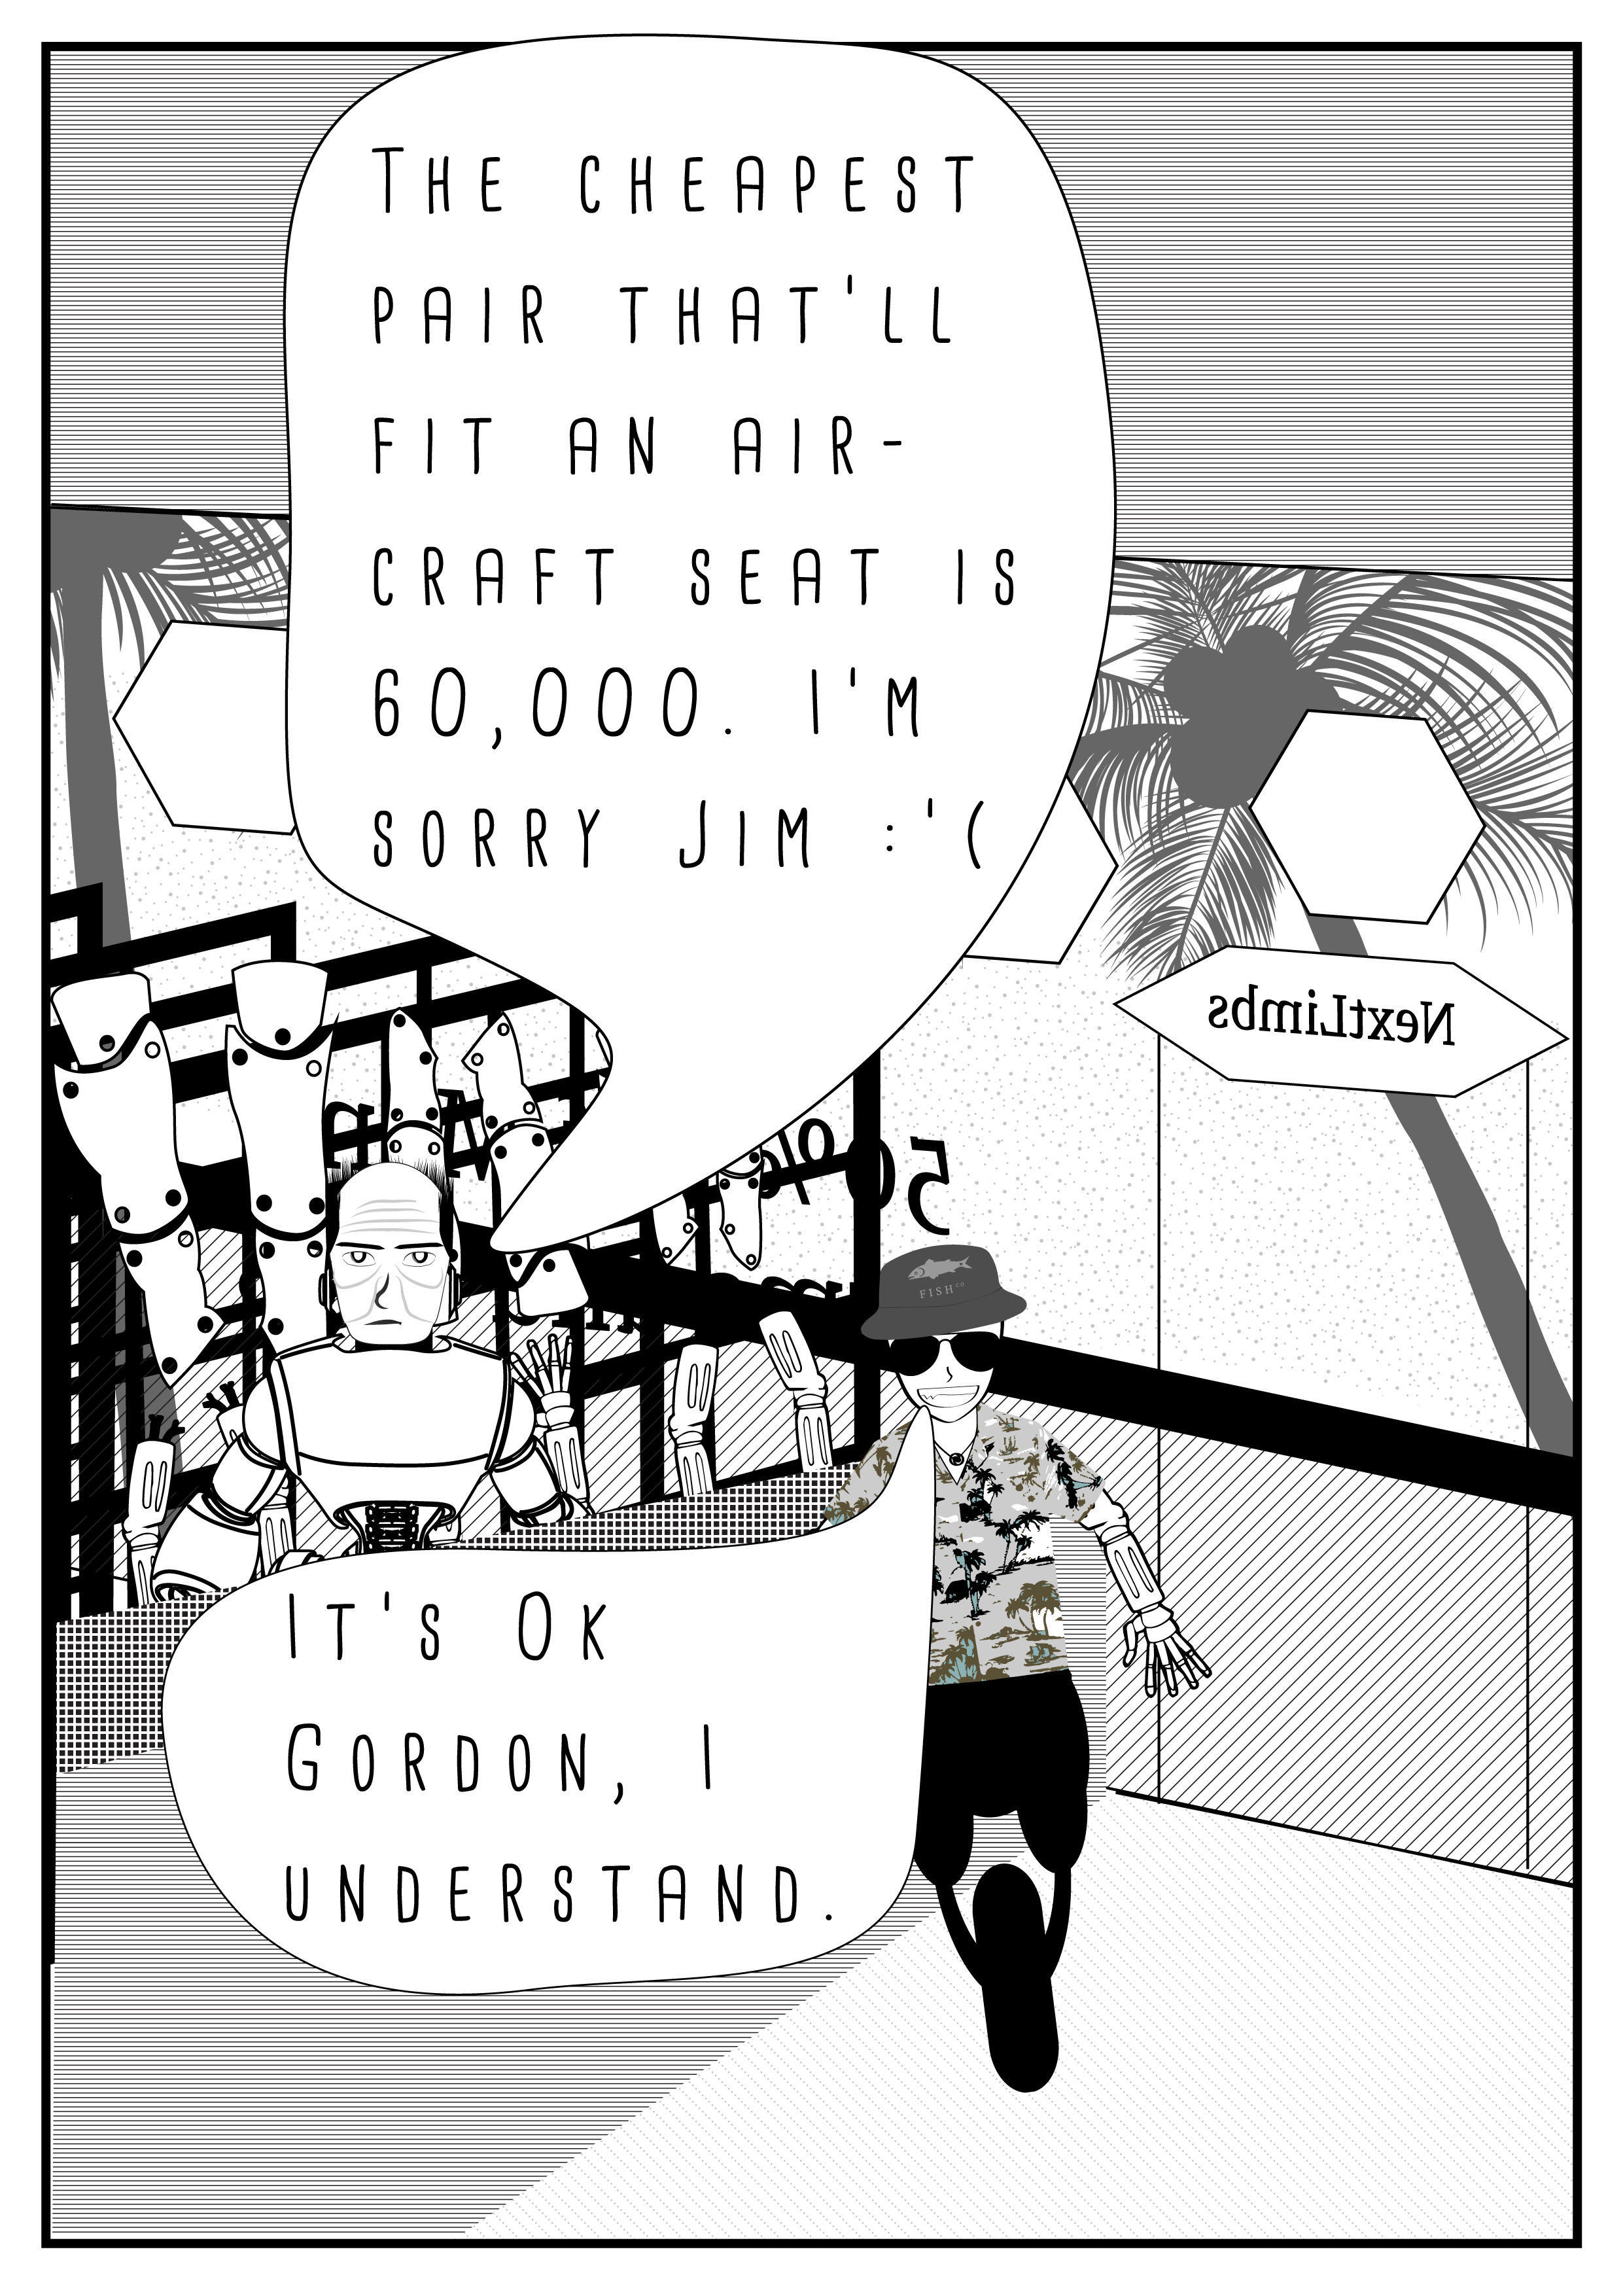 The cheapest
pair that'll
fit an air-
craft seat is
60,000. I'm
sorry Jim :'(
NextLimbs
50%
FISH co
It's Ok
Gordon, I
understand.